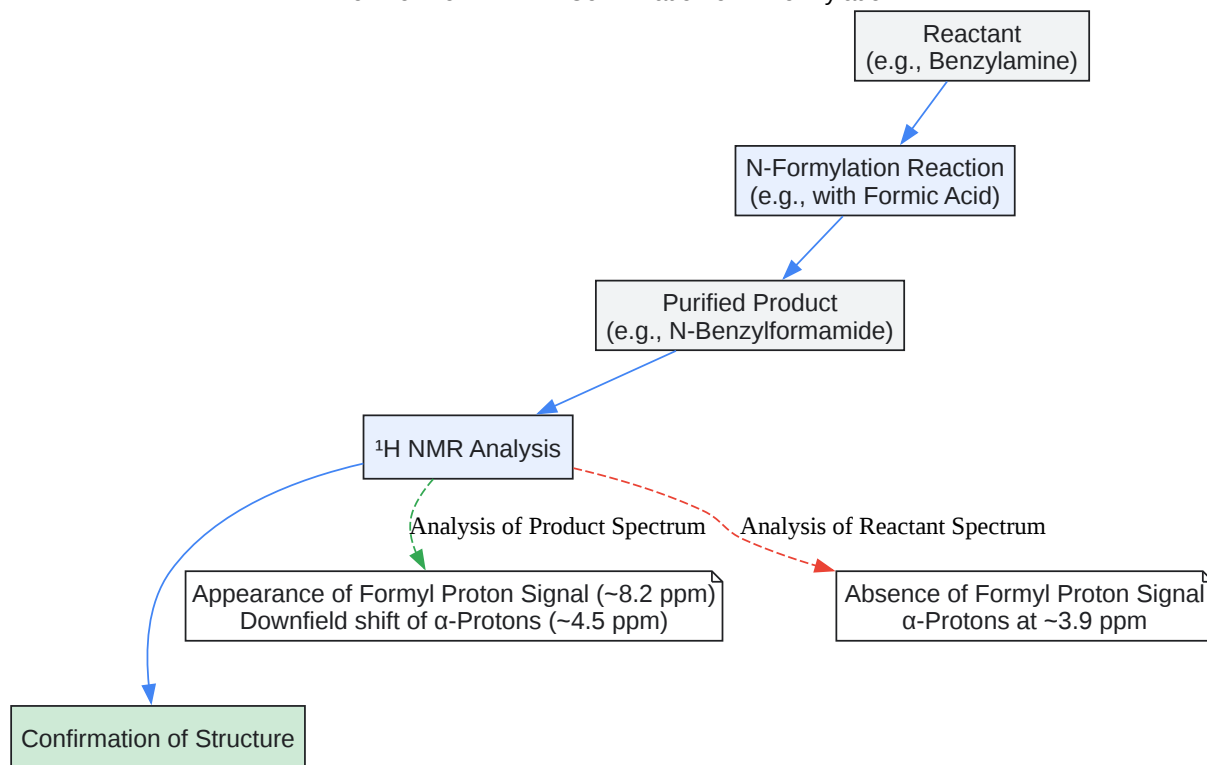 Reactant
(e.g., Benzylamine)
N-Formylation Reaction
(e.g., with Formic Acid)
Purified Product
(e.g., N-Benzylformamide)
¹H NMR Analysis
Analysis of Product Spectrum
Analysis of Reactant Spectrum
Appearance of Formyl Proton Signal (~8.2 ppm)
Downfield shift of α-Protons (~4.5 ppm)
Absence of Formyl Proton Signal
α-Protons at ~3.9 ppm
Confirmation of Structure